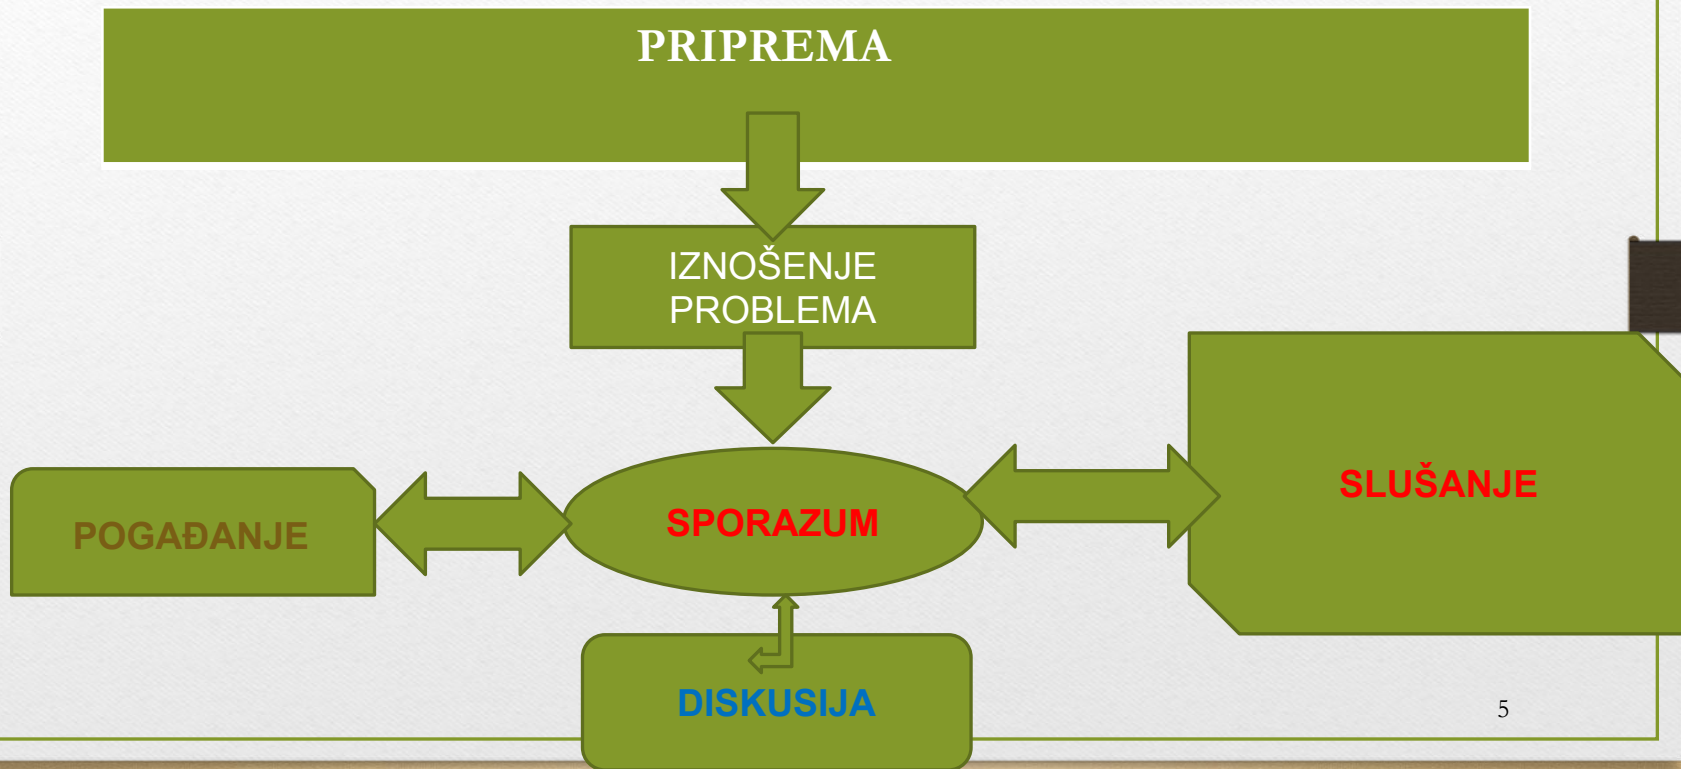 PRIPREMA
IZNOŠENJE
PROBLEMA
POGAĐANJE
SPORAZUM
SLUŠANJE
DISKUSIJA
5